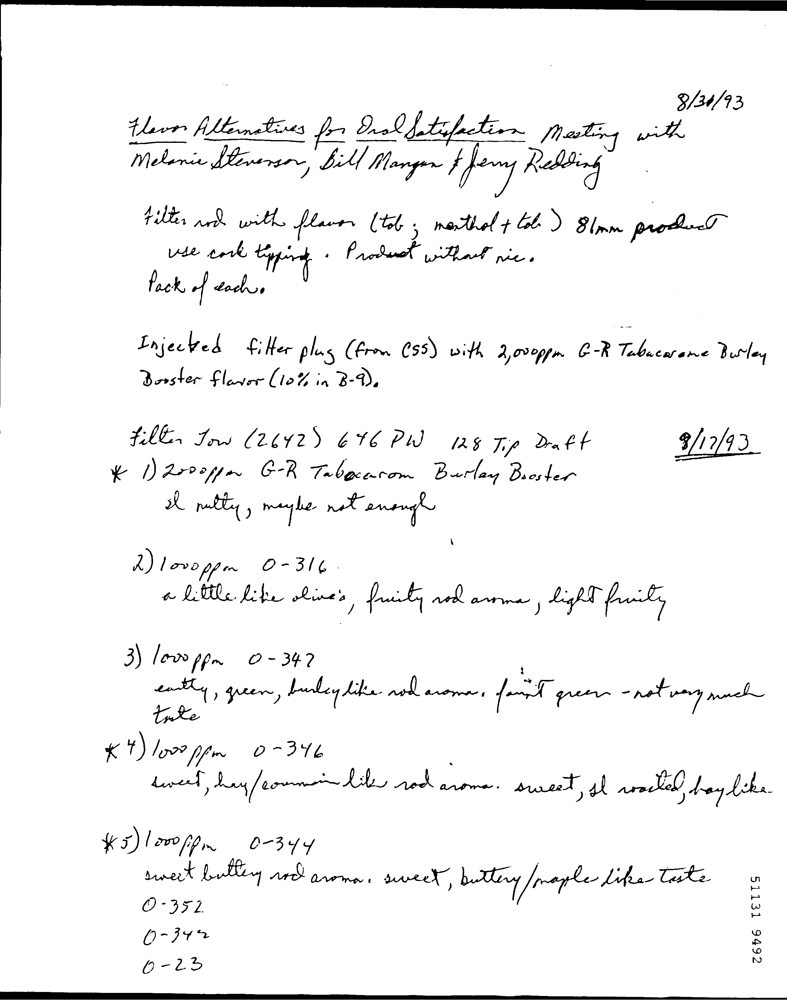 8/31/93
Flavor Alternatives for Oral Satisfaction Meeting with
Melanie Stevenson, Bill Mangan & Jerry Redding
Filter rod with flavor (tob; menthol + tob) 81mm product
use cork tipping. Product without nic.
Pack of each.
Injected filter plug (from CSS) with 2,000ppm G-R Tabacarome Burley
Booster flavor (10% in B-9).
Filter Tow (2642) 646 PW 128 Tip Draft
8/17/93
* 1) 2000ppm G-R Tabacarom Burley Booster
sl nutty, maybe not enough
2) 1000ppm 0-316
a little like olive's, fruity rod aroma, light fruity
3) 1000ppm 0-347
earthy, green, burley like rod aroma. faint green - not very much
taste
* 4) 1000ppm 0-346
sweet, hay/coumarin like rod aroma. sweet, sl roasted, hay like.
* 5) 1000ppm 0-344
sweet buttery rod aroma. sweet, buttery/maple like taste
0-352
0-342
0-23
51131 9492